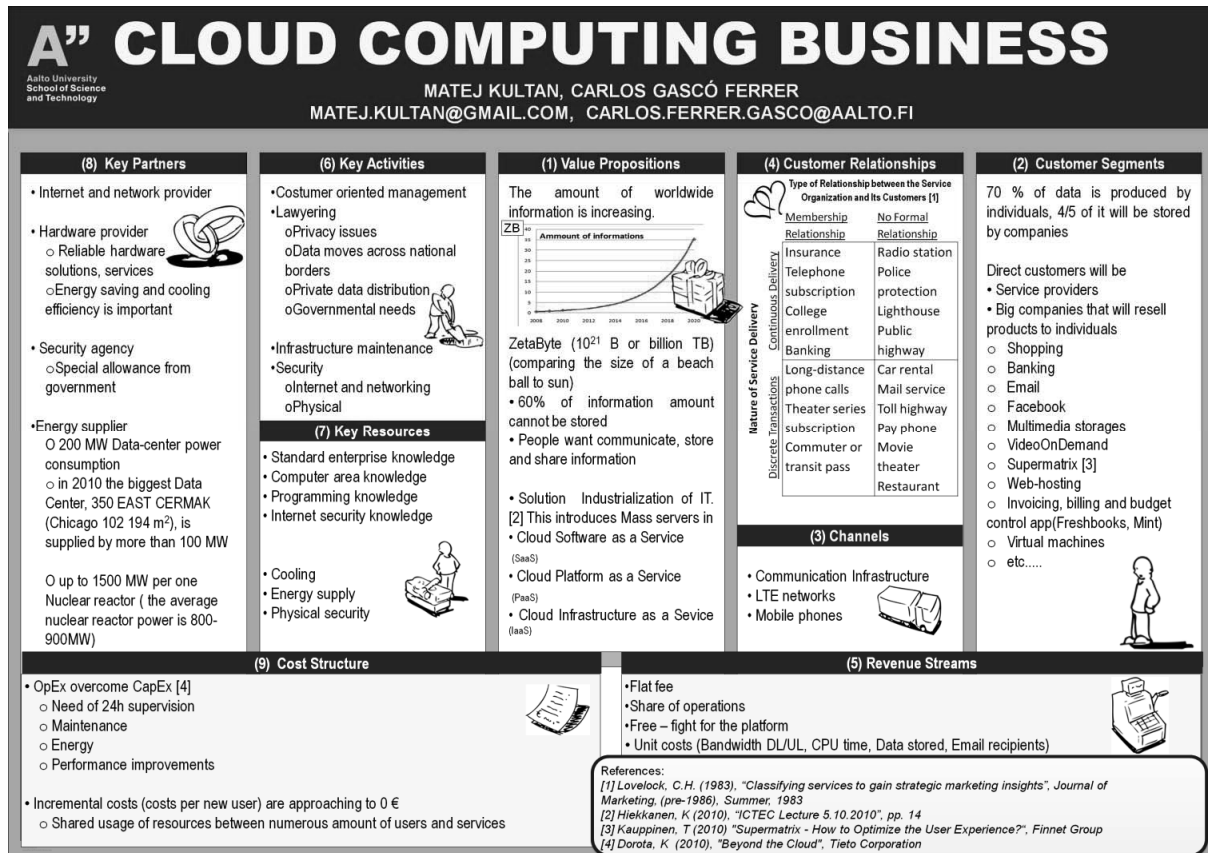 A”
Aalto University
School of Science
and Technology
CLOUD COMPUTING BUSINESS
MATEJ KULTAN, CARLOS GASCÓ FERRER
MATEJ.KULTAN@GMAIL.COM, CARLOS.FERRER.GASCO@AALTO.FI
(8) Key Partners
• Internet and network provider
• Hardware provider
o Reliable hardware
solutions, services
oEnergy saving and cooling
efficiency is important
• Security agency
oSpecial allowance from
government
•Energy supplier
O 200 MW Data-center power
consumption
o in 2010 the biggest Data
Center, 350 EAST CERMAK
(Chicago 102 194 m²), is
supplied by more than 100 MW
O up to 1500 MW per one
Nuclear reactor ( the average
nuclear reactor power is 800-
900MW)
(6) Key Activities
•Costumer oriented management
•Lawyering
oPrivacy issues
oData moves across national
borders
oPrivate data distribution
oGovernmental needs
•Infrastructure maintenance
•Security
oInternet and networking
oPhysical
(7) Key Resources
• Standard enterprise knowledge
• Computer area knowledge
• Programming knowledge
• Internet security knowledge
• Cooling
• Energy supply
• Physical security
(1) Value Propositions
The amount of worldwide
information is increasing.
ZB
Ammount of informations
40
35
30
25
20
15
10
5
0
2008 2010 2012 2014 2016 2018 2020
ZetaByte (10²¹ B or billion TB)
(comparing the size of a beach
ball to sun)
• 60% of information amount
cannot be stored
• People want communicate, store
and share information
• Solution Industrialization of IT.
[2] This introduces Mass servers in
• Cloud Software as a Service
(SaaS)
• Cloud Platform as a Service
(PaaS)
• Cloud Infrastructure as a Sevice
(IaaS)
(4) Customer Relationships
Type of Relationship between the Service
Organization and Its Customers [1]
Membership
Relationship
No Formal
Relationship
Nature of Service Delivery
Continuous Delivery
Insurance
Telephone
subscription
College
enrollment
Banking
Radio station
Police
protection
Lighthouse
Public
highway
Discrete Transactions
Long-distance
phone calls
Theater series
subscription
Commuter or
transit pass
Car rental
Mail service
Toll highway
Pay phone
Movie
theater
Restaurant
(3) Channels
• Communication Infrastructure
• LTE networks
• Mobile phones
(2) Customer Segments
70 % of data is produced by
individuals, 4/5 of it will be stored
by companies
Direct customers will be
• Service providers
• Big companies that will resell
products to individuals
o Shopping
o Banking
o Email
o Facebook
o Multimedia storages
o VideoOnDemand
o Supermatrix [3]
o Web-hosting
o Invoicing, billing and budget
control app(Freshbooks, Mint)
o Virtual machines
o etc.....
(9) Cost Structure
• OpEx overcome CapEx [4]
o Need of 24h supervision
o Maintenance
o Energy
o Performance improvements
• Incremental costs (costs per new user) are approaching to 0 €
o Shared usage of resources between numerous amount of users and services
(5) Revenue Streams
•Flat fee
•Share of operations
•Free – fight for the platform
• Unit costs (Bandwidth DL/UL, CPU time, Data stored, Email recipients)
References:
[1] Lovelock, C.H. (1983), “Classifying services to gain strategic marketing insights”, Journal of
Marketing, (pre-1986), Summer, 1983
[2] Hiekkanen, K (2010), “ICTEC Lecture 5.10.2010”, pp. 14
[3] Kauppinen, T (2010) "Supermatrix - How to Optimize the User Experience?“, Finnet Group
[4] Dorota, K (2010), "Beyond the Cloud", Tieto Corporation